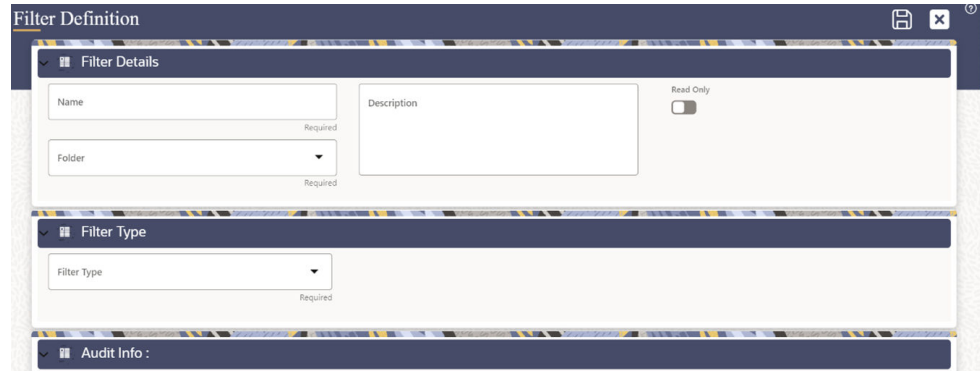 Filter Definition
?
Filter Details
Name
Required
Description
Read Only
Folder
Required
Filter Type
Filter Type
Required
Audit Info :